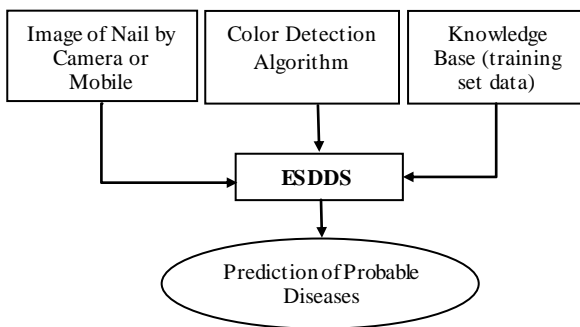 Image of Nail by
Camera or
Mobile
Color Detection
Algorithm
Knowledge
Base (training
set data)
ESDDS
Prediction of Probable
Diseases